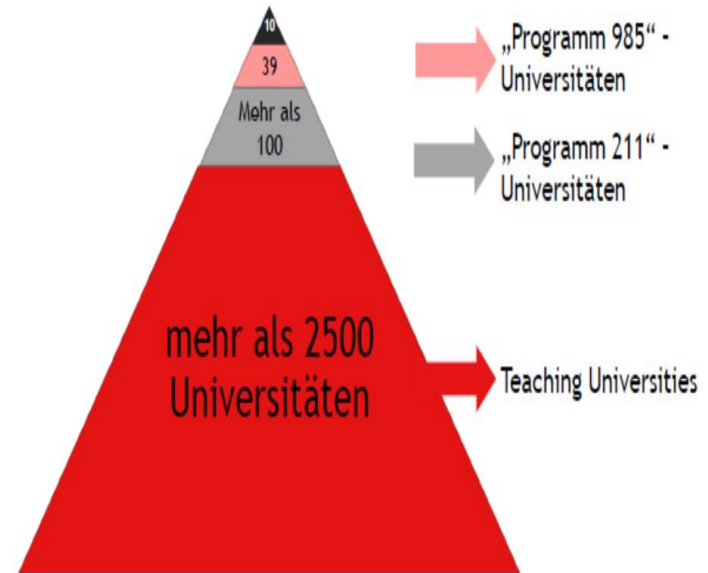 10
39
Mehr als
100
mehr als 2500
Universitäten
„Programm 985“ -
Universitäten
„Programm 211“ -
Universitäten
Teaching Universities